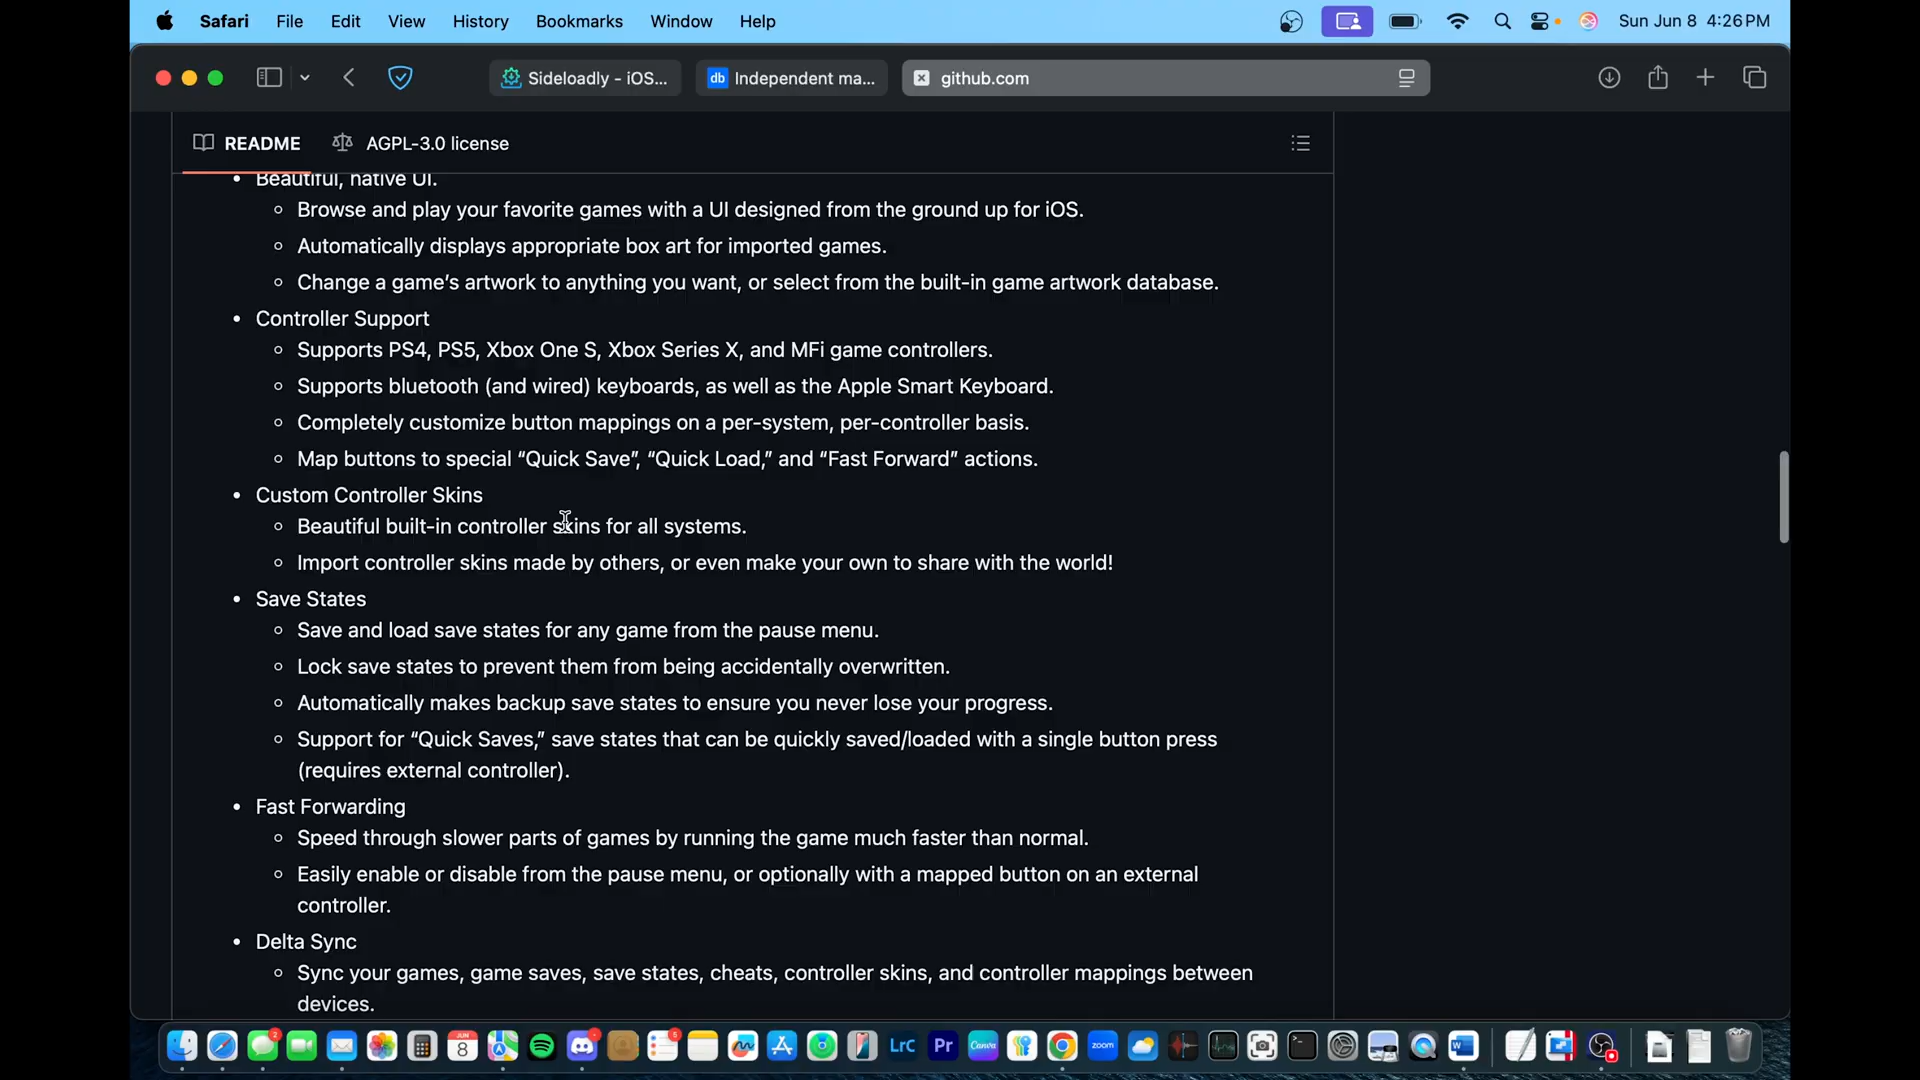 Safari File Edit View History Bookmarks Window Help Sun Jun 8 4:26 PM
Sideloadly - iOS... db Independent ma... github.com
README AGPL-3.0 license
• Beautiful, native UI.
◦ Browse and play your favorite games with a UI designed from the ground up for iOS.
◦ Automatically displays appropriate box art for imported games.
◦ Change a game’s artwork to anything you want, or select from the built-in game artwork database.
• Controller Support
◦ Supports PS4, PS5, Xbox One S, Xbox Series X, and MFi game controllers.
◦ Supports bluetooth (and wired) keyboards, as well as the Apple Smart Keyboard.
◦ Completely customize button mappings on a per-system, per-controller basis.
◦ Map buttons to special “Quick Save”, “Quick Load,” and “Fast Forward” actions.
• Custom Controller Skins
◦ Beautiful built-in controller skins for all systems.
◦ Import controller skins made by others, or even make your own to share with the world!
• Save States
◦ Save and load save states for any game from the pause menu.
◦ Lock save states to prevent them from being accidentally overwritten.
◦ Automatically makes backup save states to ensure you never lose your progress.
◦ Support for “Quick Saves,” save states that can be quickly saved/loaded with a single button press
(requires external controller).
• Fast Forwarding
◦ Speed through slower parts of games by running the game much faster than normal.
◦ Easily enable or disable from the pause menu, or optionally with a mapped button on an external
controller.
• Delta Sync
◦ Sync your games, game saves, save states, cheats, controller skins, and controller mappings between
devices.
2 JUN 8 5 LrC Pr Canva zoom W